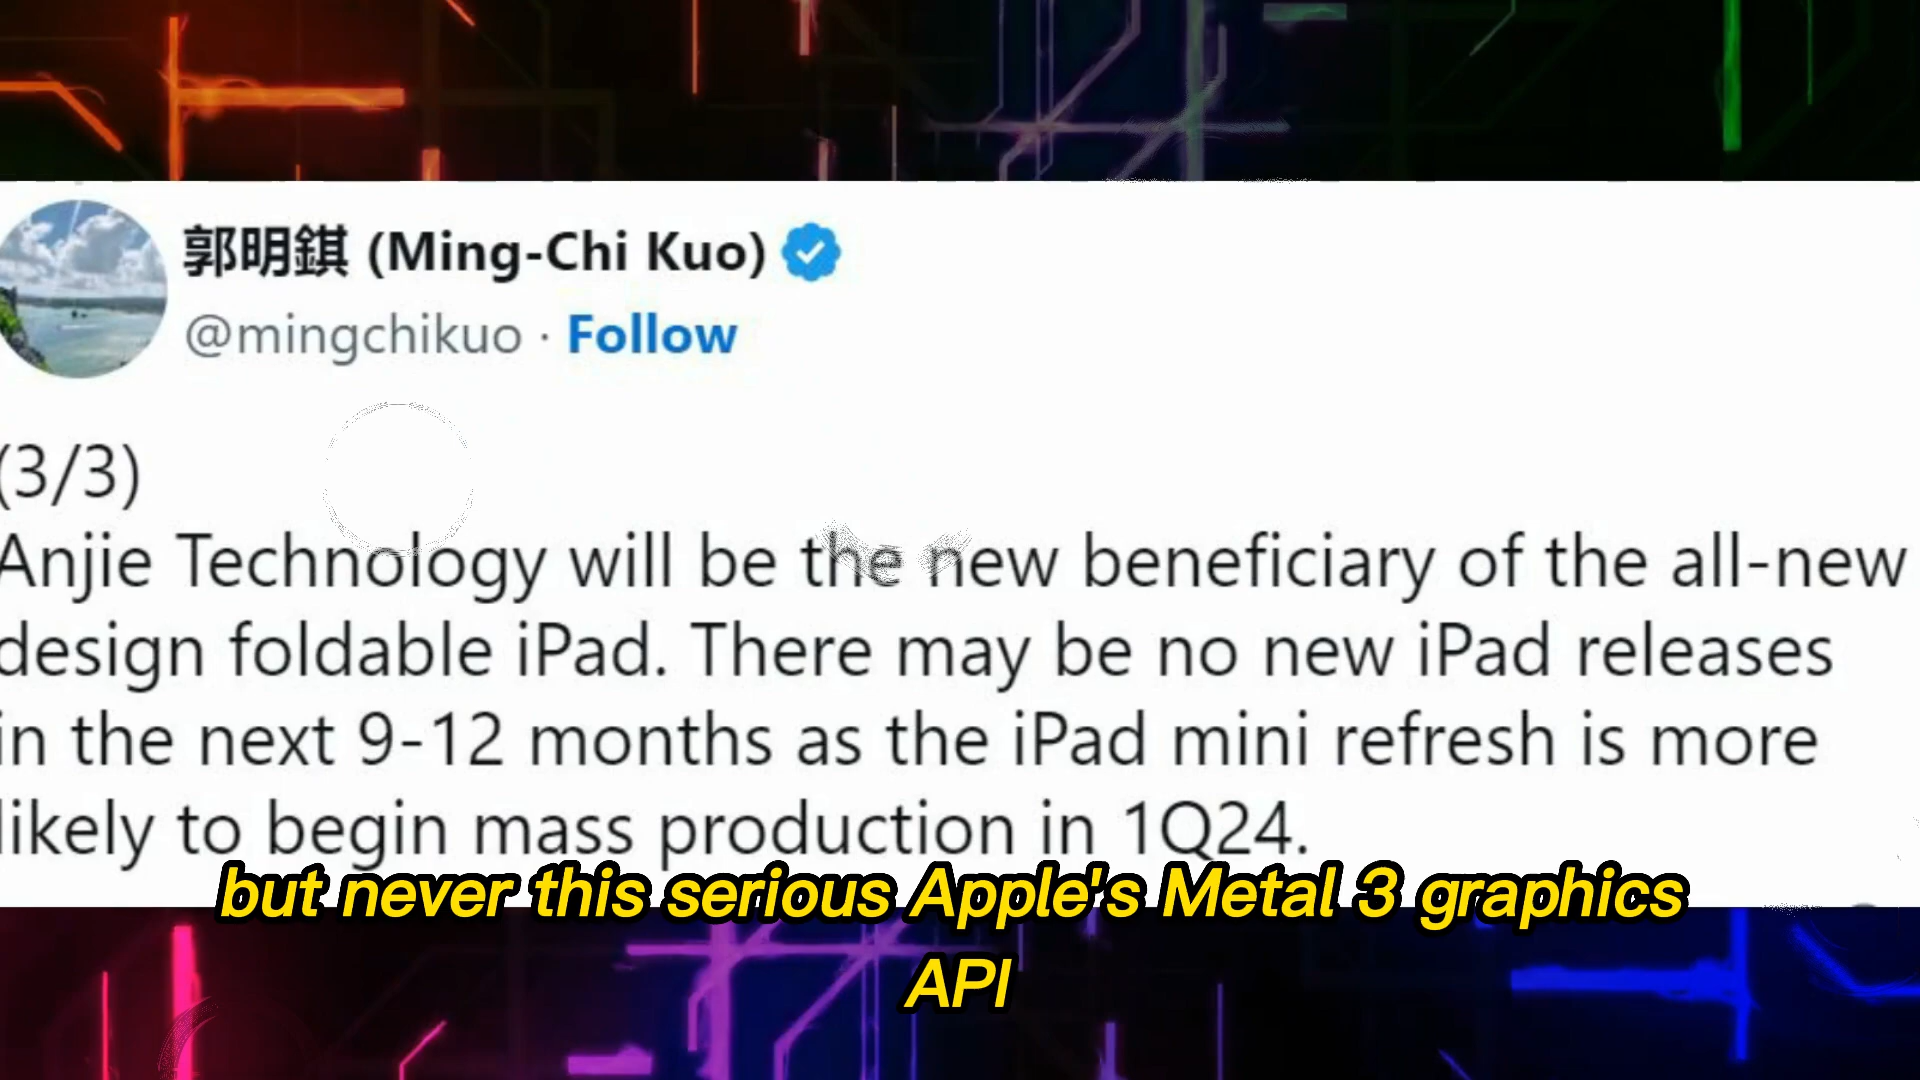 郭明錤 (Ming-Chi Kuo)
@mingchikuo · Follow
(3/3)
Anjie Technology will be the new beneficiary of the all-new
design foldable iPad. There may be no new iPad releases
in the next 9-12 months as the iPad mini refresh is more
likely to begin mass production in 1Q24.
but never this serious Apple's Metal 3 graphics
API